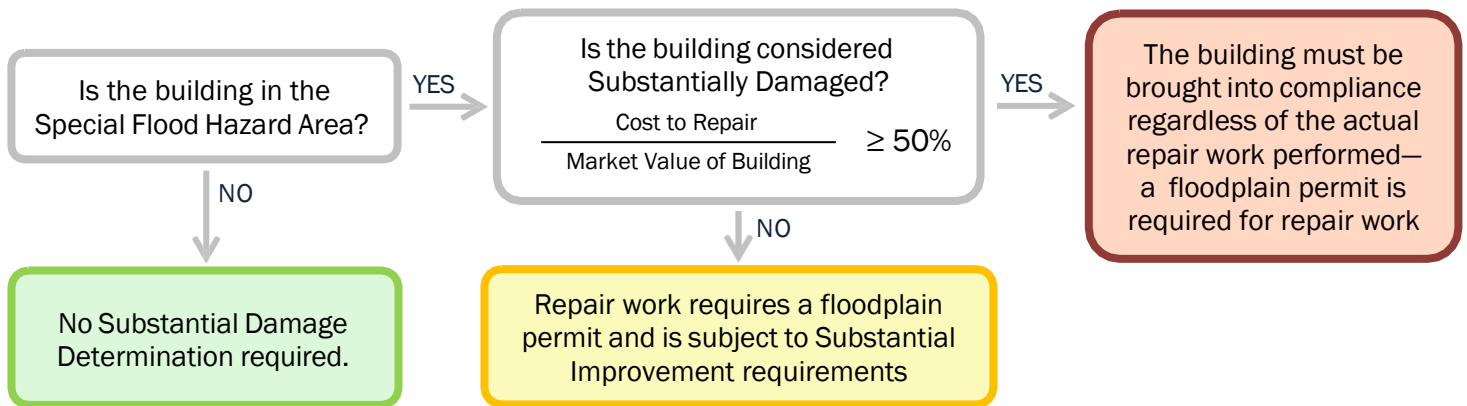 Is the building in the
Special Flood Hazard Area?
YES
NO
No Substantial Damage
Determination required.
Is the building considered
Substantially Damaged?
Cost to Repair
Market Value of Building
≥ 50%
YES
NO
Repair work requires a floodplain
permit and is subject to Substantial
Improvement requirements
The building must be
brought into compliance
regardless of the actual
repair work performed—
a floodplain permit is
required for repair work